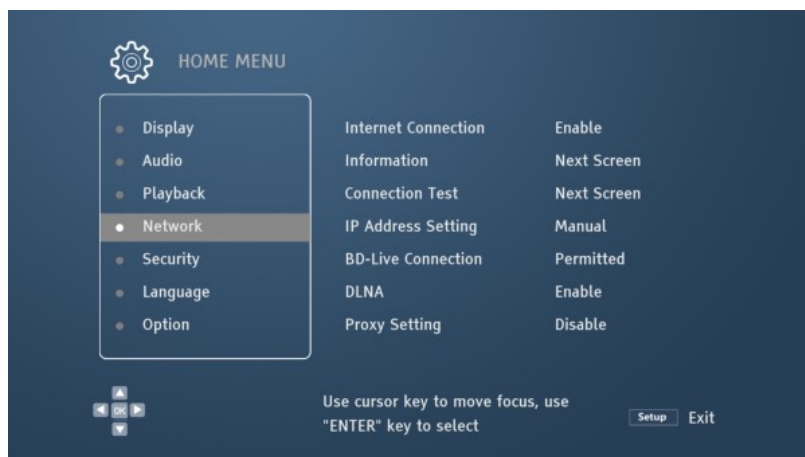 HOME MENU
Display
Audio
Playback
Network
Security
Language
Option
Internet Connection Enable
Information Next Screen
Connection Test Next Screen
IP Address Setting Manual
BD-Live Connection Permitted
DLNA Enable
Proxy Setting Disable
OK
Use cursor key to move focus, use
"ENTER" key to select
Setup Exit